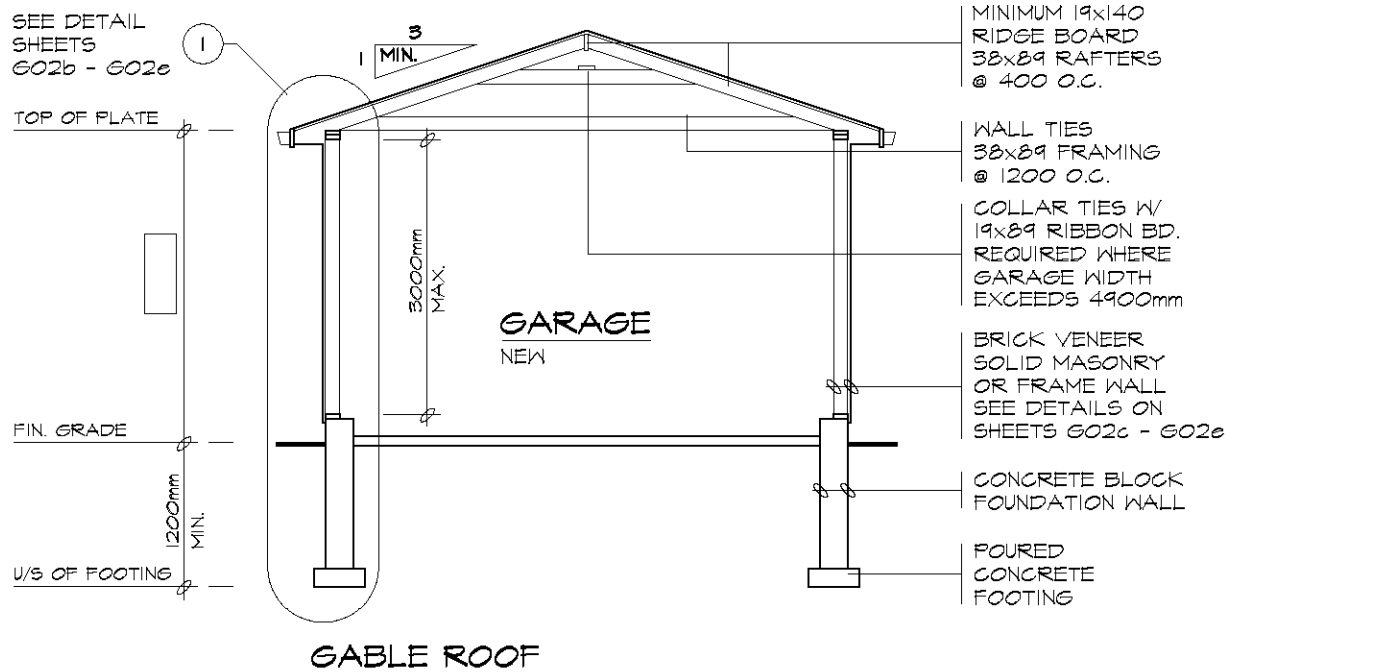 SEE DETAIL
SHEETS
G02b - G02e
1
3
1
MIN.
TOP OF PLATE
3000mm
MAX.
GARAGE
NEW
FIN. GRADE
1200mm
MIN.
U/S OF FOOTING
MINIMUM 19x140
RIDGE BOARD
38x89 RAFTERS
@ 400 O.C.
WALL TIES
38x89 FRAMING
@ 1200 O.C.
COLLAR TIES W/
19x89 RIBBON BD.
REQUIRED WHERE
GARAGE WIDTH
EXCEEDS 4900mm
BRICK VENEER
SOLID MASONRY
OR FRAME WALL
SEE DETAILS ON
SHEETS G02c - G02e
CONCRETE BLOCK
FOUNDATION WALL
POURED
CONCRETE
FOOTING
GABLE ROOF